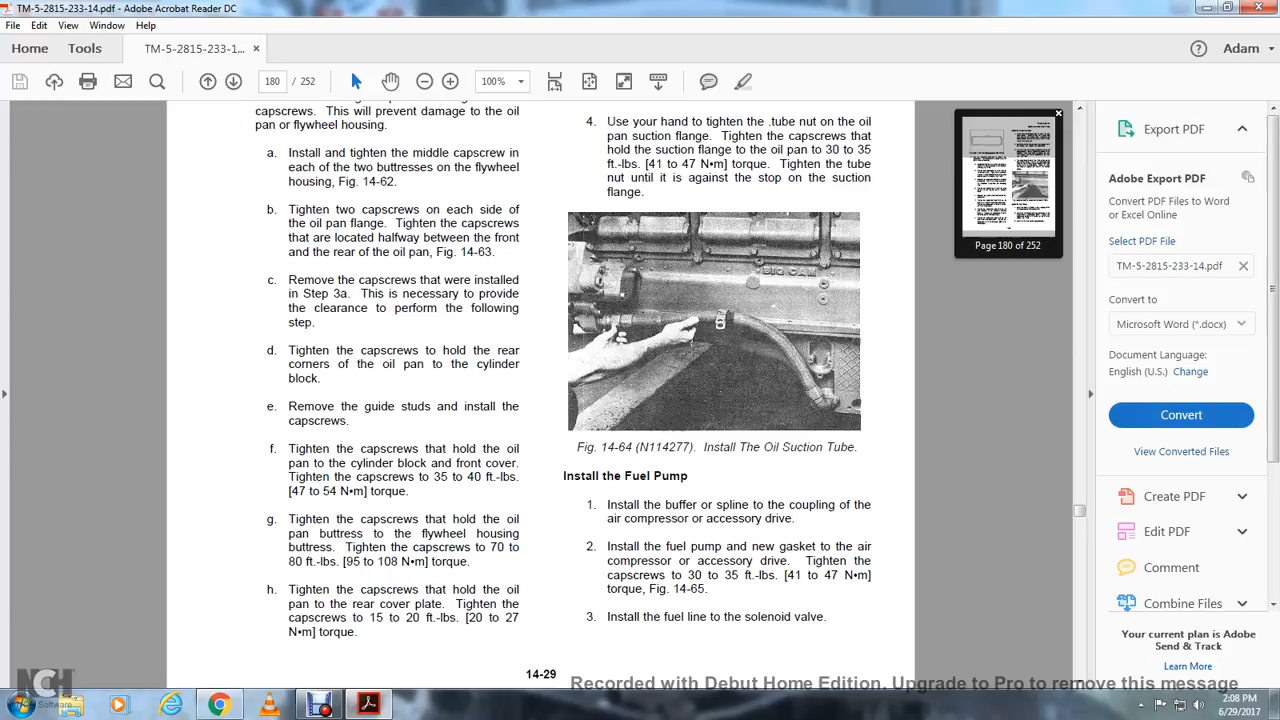 TM-5-2815-233-14.pdf - Adobe Acrobat Reader DC
File Edit View Window Help
Home Tools TM-5-2815-233-1... × Adam
180 / 252 100%
capscrews. This will prevent damage to the oil
pan or flywheel housing.
a. Install and tighten the middle capscrew in
each of the two buttresses on the flywheel
housing, Fig. 14-62.
b. Tighten two capscrews on each side of
the oil pan flange. Tighten the capscrews
that are located halfway between the front
and the rear of the oil pan, Fig. 14-63.
c. Remove the capscrews that were installed
in Step 3a. This is necessary to provide
the clearance to perform the following
step.
d. Tighten the capscrews to hold the rear
corners of the oil pan to the cylinder
block.
e. Remove the guide studs and install the
capscrews.
f. Tighten the capscrews that hold the oil
pan to the cylinder block and front cover.
Tighten the capscrews to 35 to 40 ft.-lbs.
[47 to 54 N•m] torque.
g. Tighten the capscrews that hold the oil
pan buttress to the flywheel housing
buttress. Tighten the capscrews to 70 to
80 ft.-lbs. [95 to 108 N•m] torque.
h. Tighten the capscrews that hold the oil
pan to the rear cover plate. Tighten the
capscrews to 15 to 20 ft.-lbs. [20 to 27
N•m] torque.
4. Use your hand to tighten the .tube nut on the oil
pan suction flange. Tighten the capscrews that
hold the suction flange to the oil pan to 30 to 35
ft.-lbs. [41 to 47 N•m] torque. Tighten the tube
nut until it is against the stop on the suction
flange.
BIG CAM
Fig. 14-64 (N114277). Install The Oil Suction Tube.
Install the Fuel Pump
1. Install the buffer or spline to the coupling of the
air compressor or accessory drive.
2. Install the fuel pump and new gasket to the air
compressor or accessory drive. Tighten the
capscrews to 30 to 35 ft.-lbs. [41 to 47 N•m]
torque, Fig. 14-65.
3. Install the fuel line to the solenoid valve.
14-29
Page 180 of 252
Export PDF
Adobe Export PDF
Convert PDF Files to Word
or Excel Online
Select PDF File
TM-5-2815-233-14.pdf
Convert to
Microsoft Word (*.docx)
Document Language:
English (U.S.) Change
Convert
View Converted Files
Create PDF
Edit PDF
Comment
Combine Files
Your current plan is Adobe
Send & Track
Learn More
NCH
Software
Recorded with Debut Home Edition. Upgrade to Pro to remove this message
2:08 PM
6/29/2017